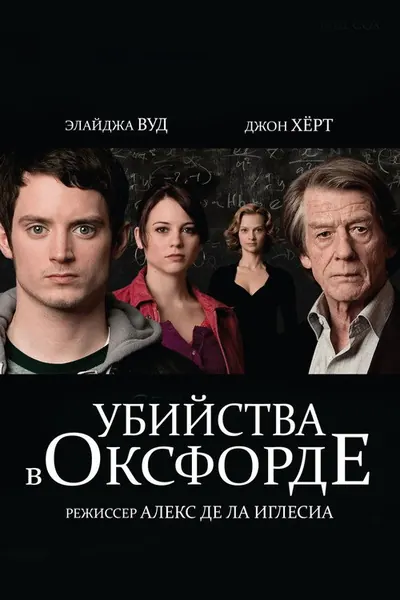 ЭЛАЙДЖА ВУД
ДЖОН ХЁРТ
УБИЙСТВА
В ОКСФОРДЕ
РЕЖИССЕР АЛЕКС ДЕ ЛА ИГЛЕСИА